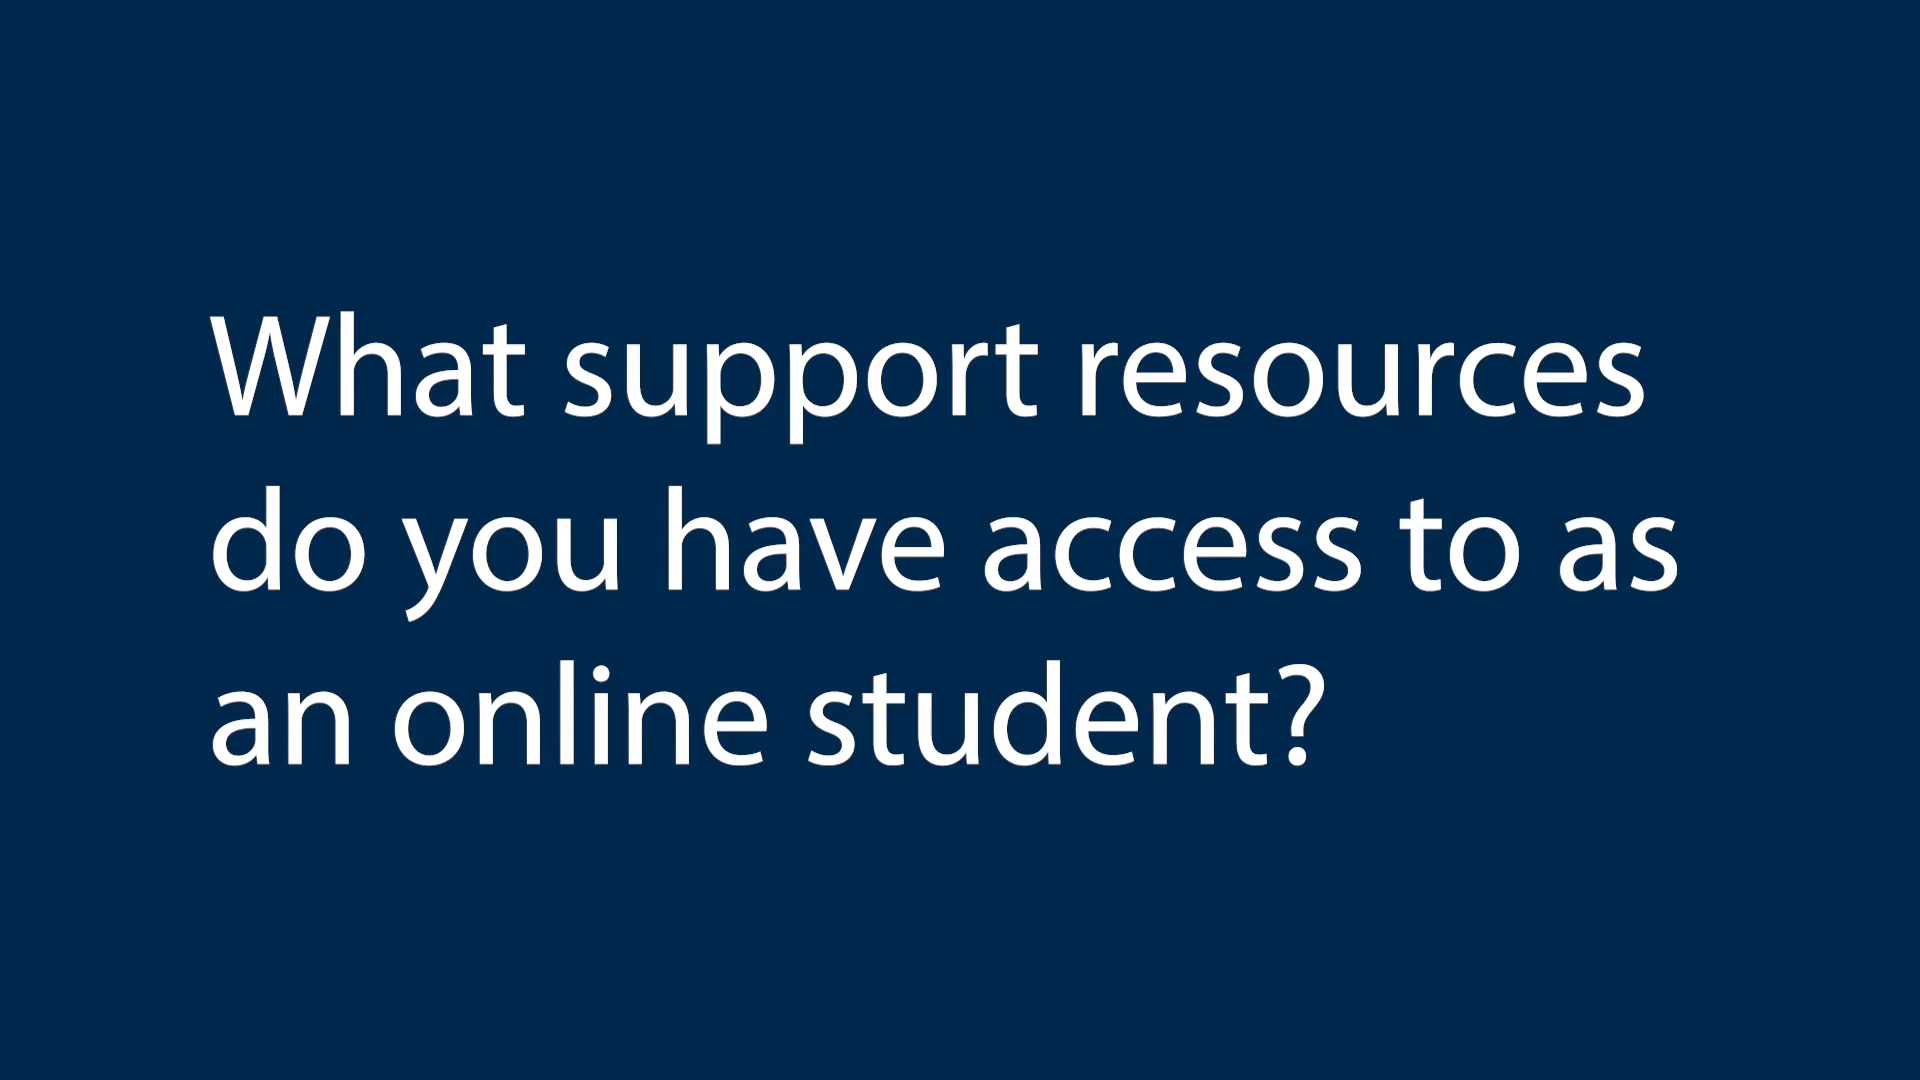 What support resources
do you have access to as
an online student?